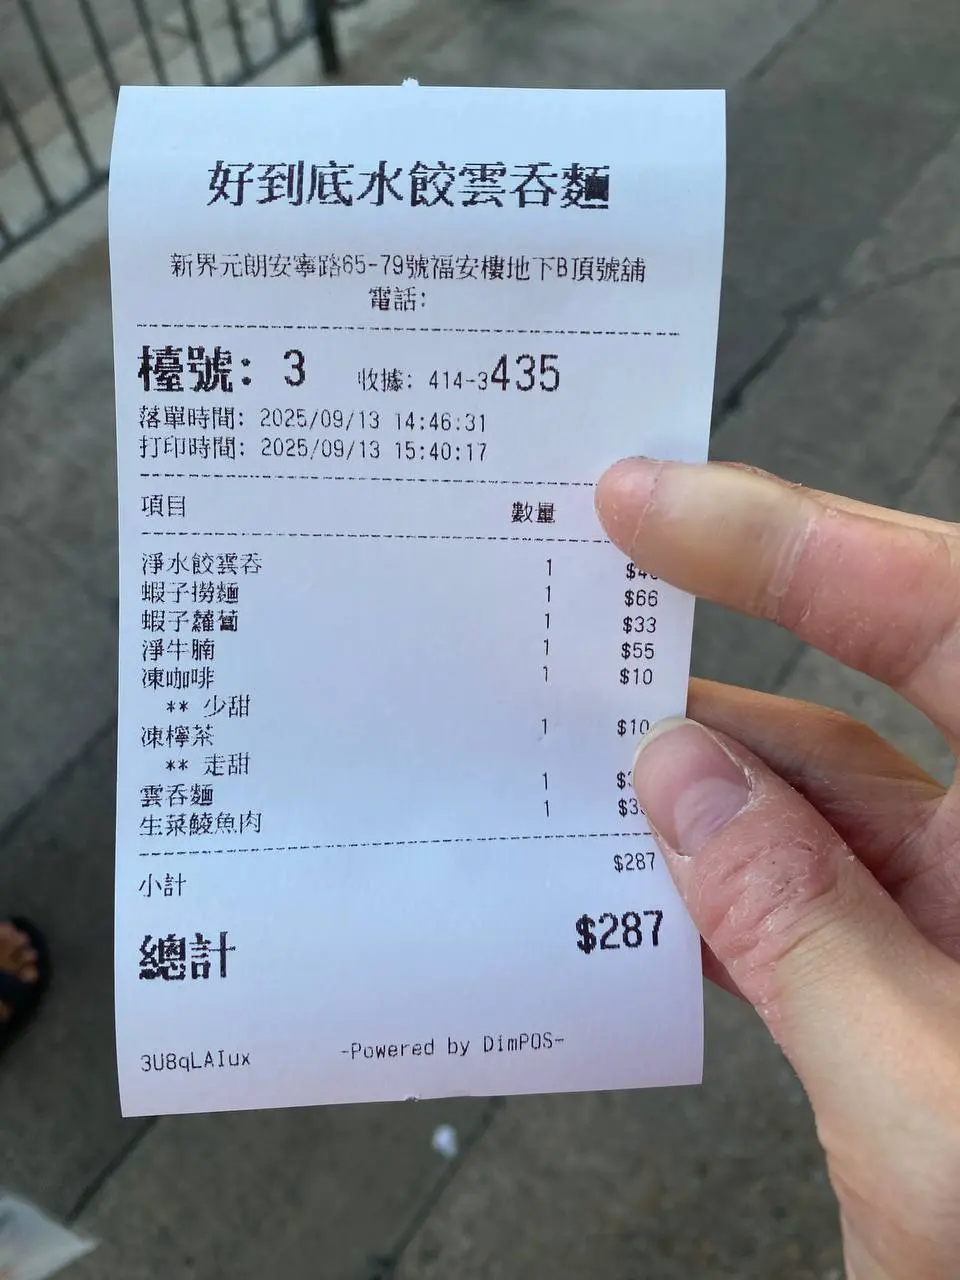 好到底水餃雲吞麵
新界元朗安寧路65-79號福安樓地下B頂號舖
電話:
檯號: 3 收據: 414-3435
落單時間: 2025/09/13 14:46:31
打印時間: 2025/09/13 15:40:17
項目 數量
淨水餃雲吞 1
蝦子撈麵 1 $66
蝦子蘿蔔 1 $33
淨牛腩 1 $55
凍咖啡 1 $10
** 少甜
凍檸茶 1 $10
** 走甜
雲吞麵 1
生菜鯪魚肉 1
小計 $287
總計 $287
3U8qLAIux -Powered by DimPOS-